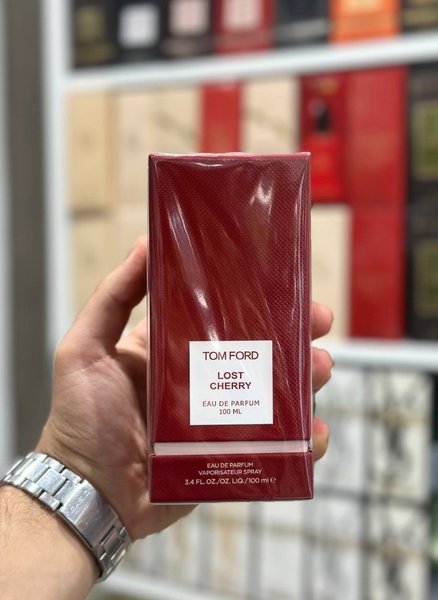 TOM FORD
LOST
CHERRY
EAU DE PARFUM
100 ML
EAU DE PARFUM
VAPORISATEUR SPRAY
3.4 FL.OZ./OZ. LIQ./100 ml ℮